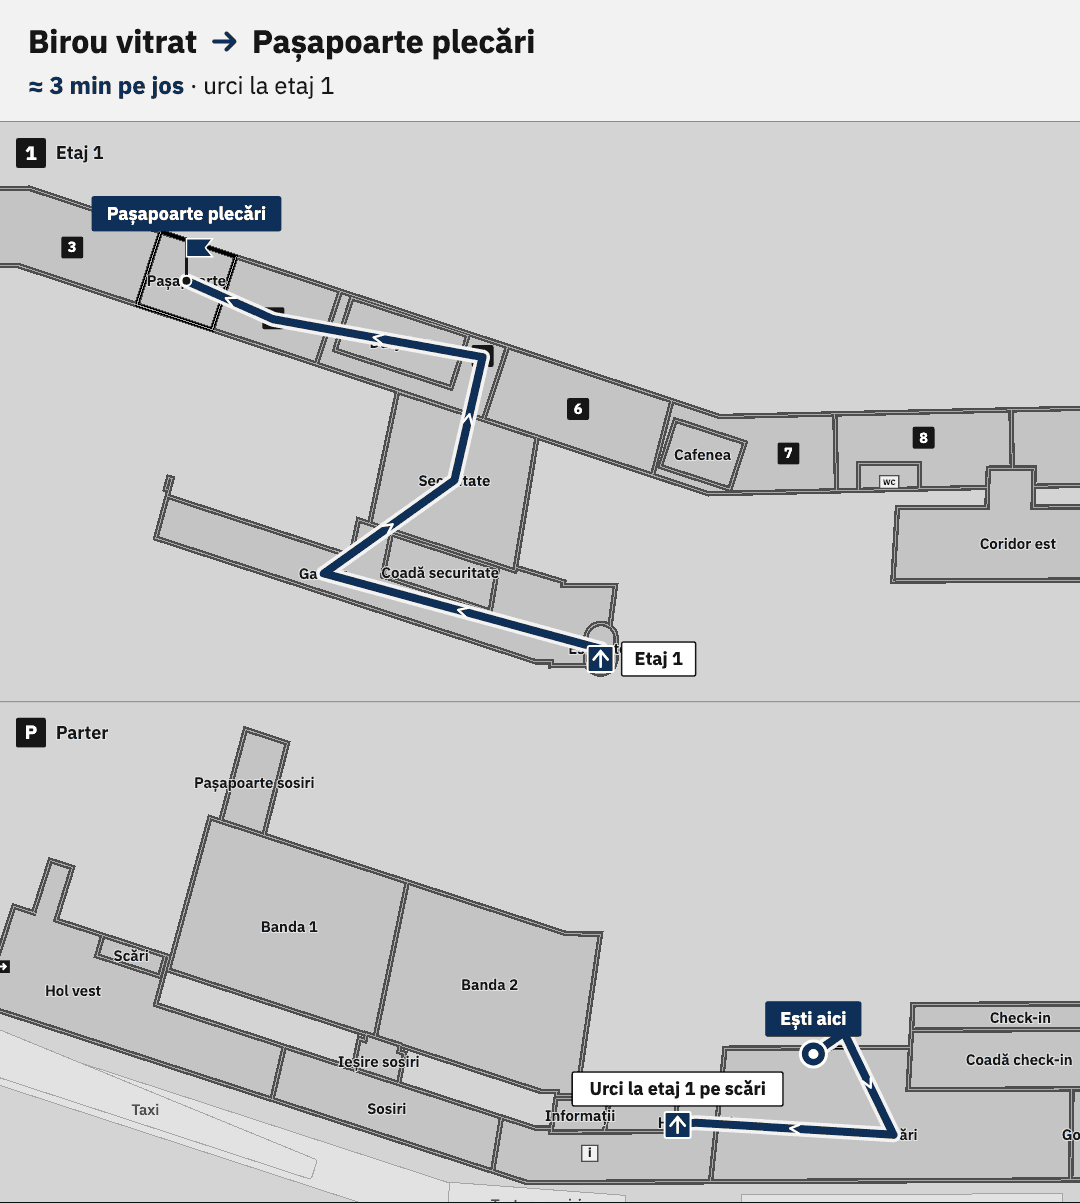 Birou vitrat → Pașapoarte plecări
≈ 3 min pe jos · urci la etaj 1
1 Etaj 1
Pașapoarte plecări
3
6
Cafenea
7
8
WC
Coridor est
Coadă securitate
Etaj 1
P Parter
Pașapoarte sosiri
Banda 1
Scări
Banda 2
Hol vest
Ești aici
Check-in
Coadă check-in
Ieșire sosiri
Urci la etaj 1 pe scări
Taxi
Sosiri
Informații
i